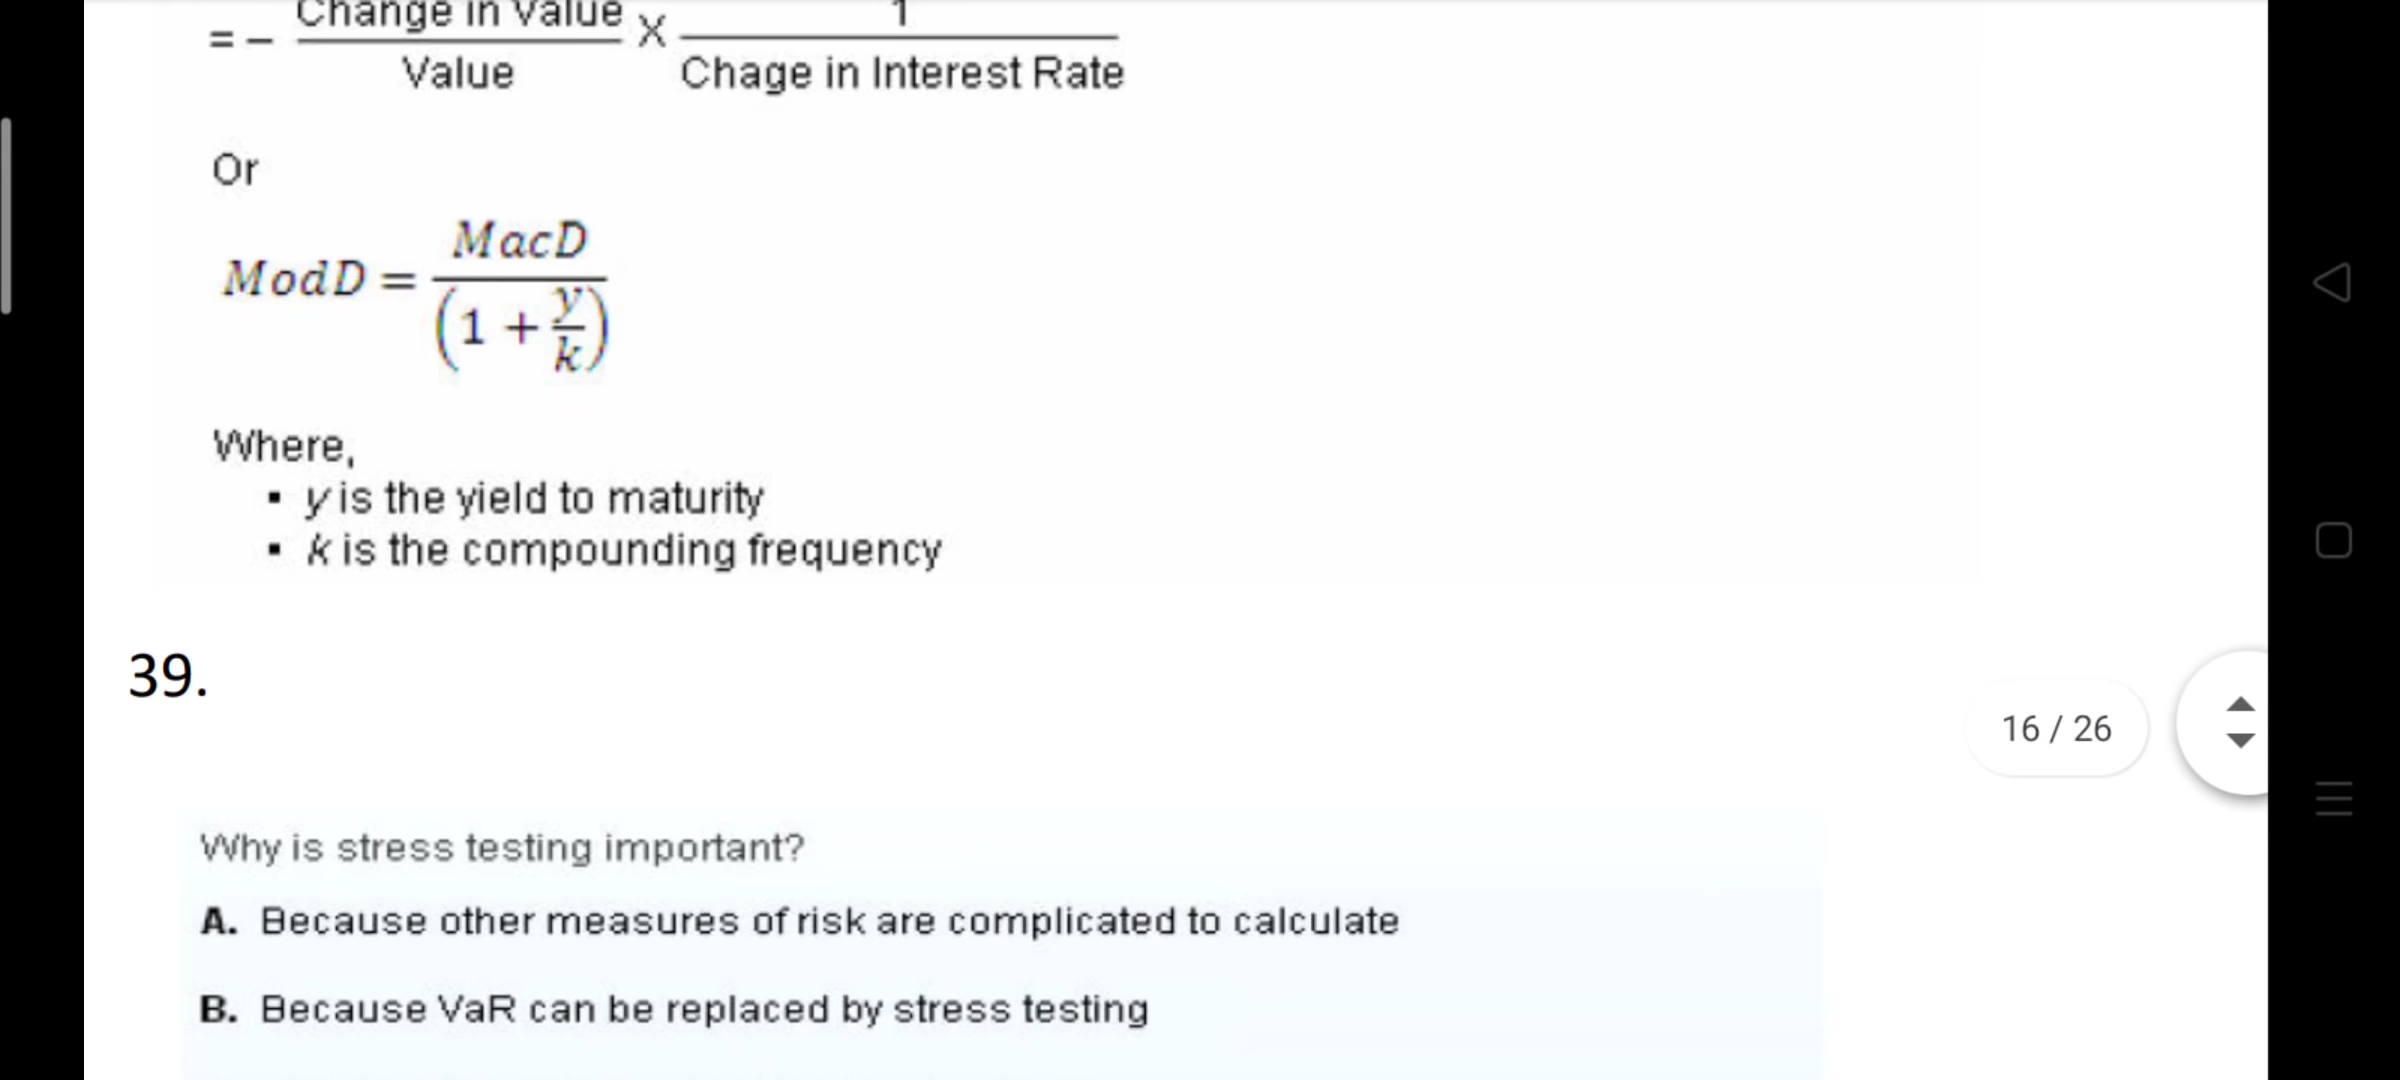 Change in Value 1
= − ― X ―
Value Chage in Interest Rate
Or
MacD
ModD =
(1 + y/k)
Where,
▪ y is the yield to maturity
▪ k is the compounding frequency
39.
16 / 26
Why is stress testing important?
A. Because other measures of risk are complicated to calculate
B. Because VaR can be replaced by stress testing